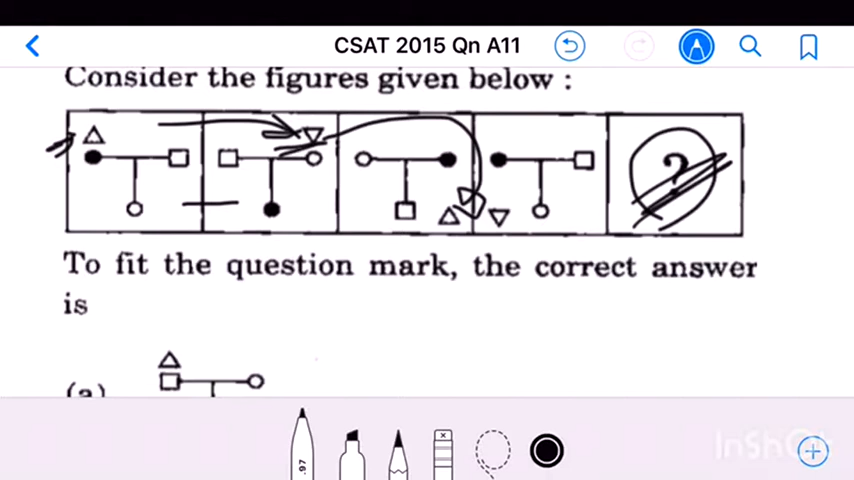 CSAT 2015 Qn A11
Consider the figures given below :
?
To fit the question mark, the correct answer
is
(a)
.97
InShOt